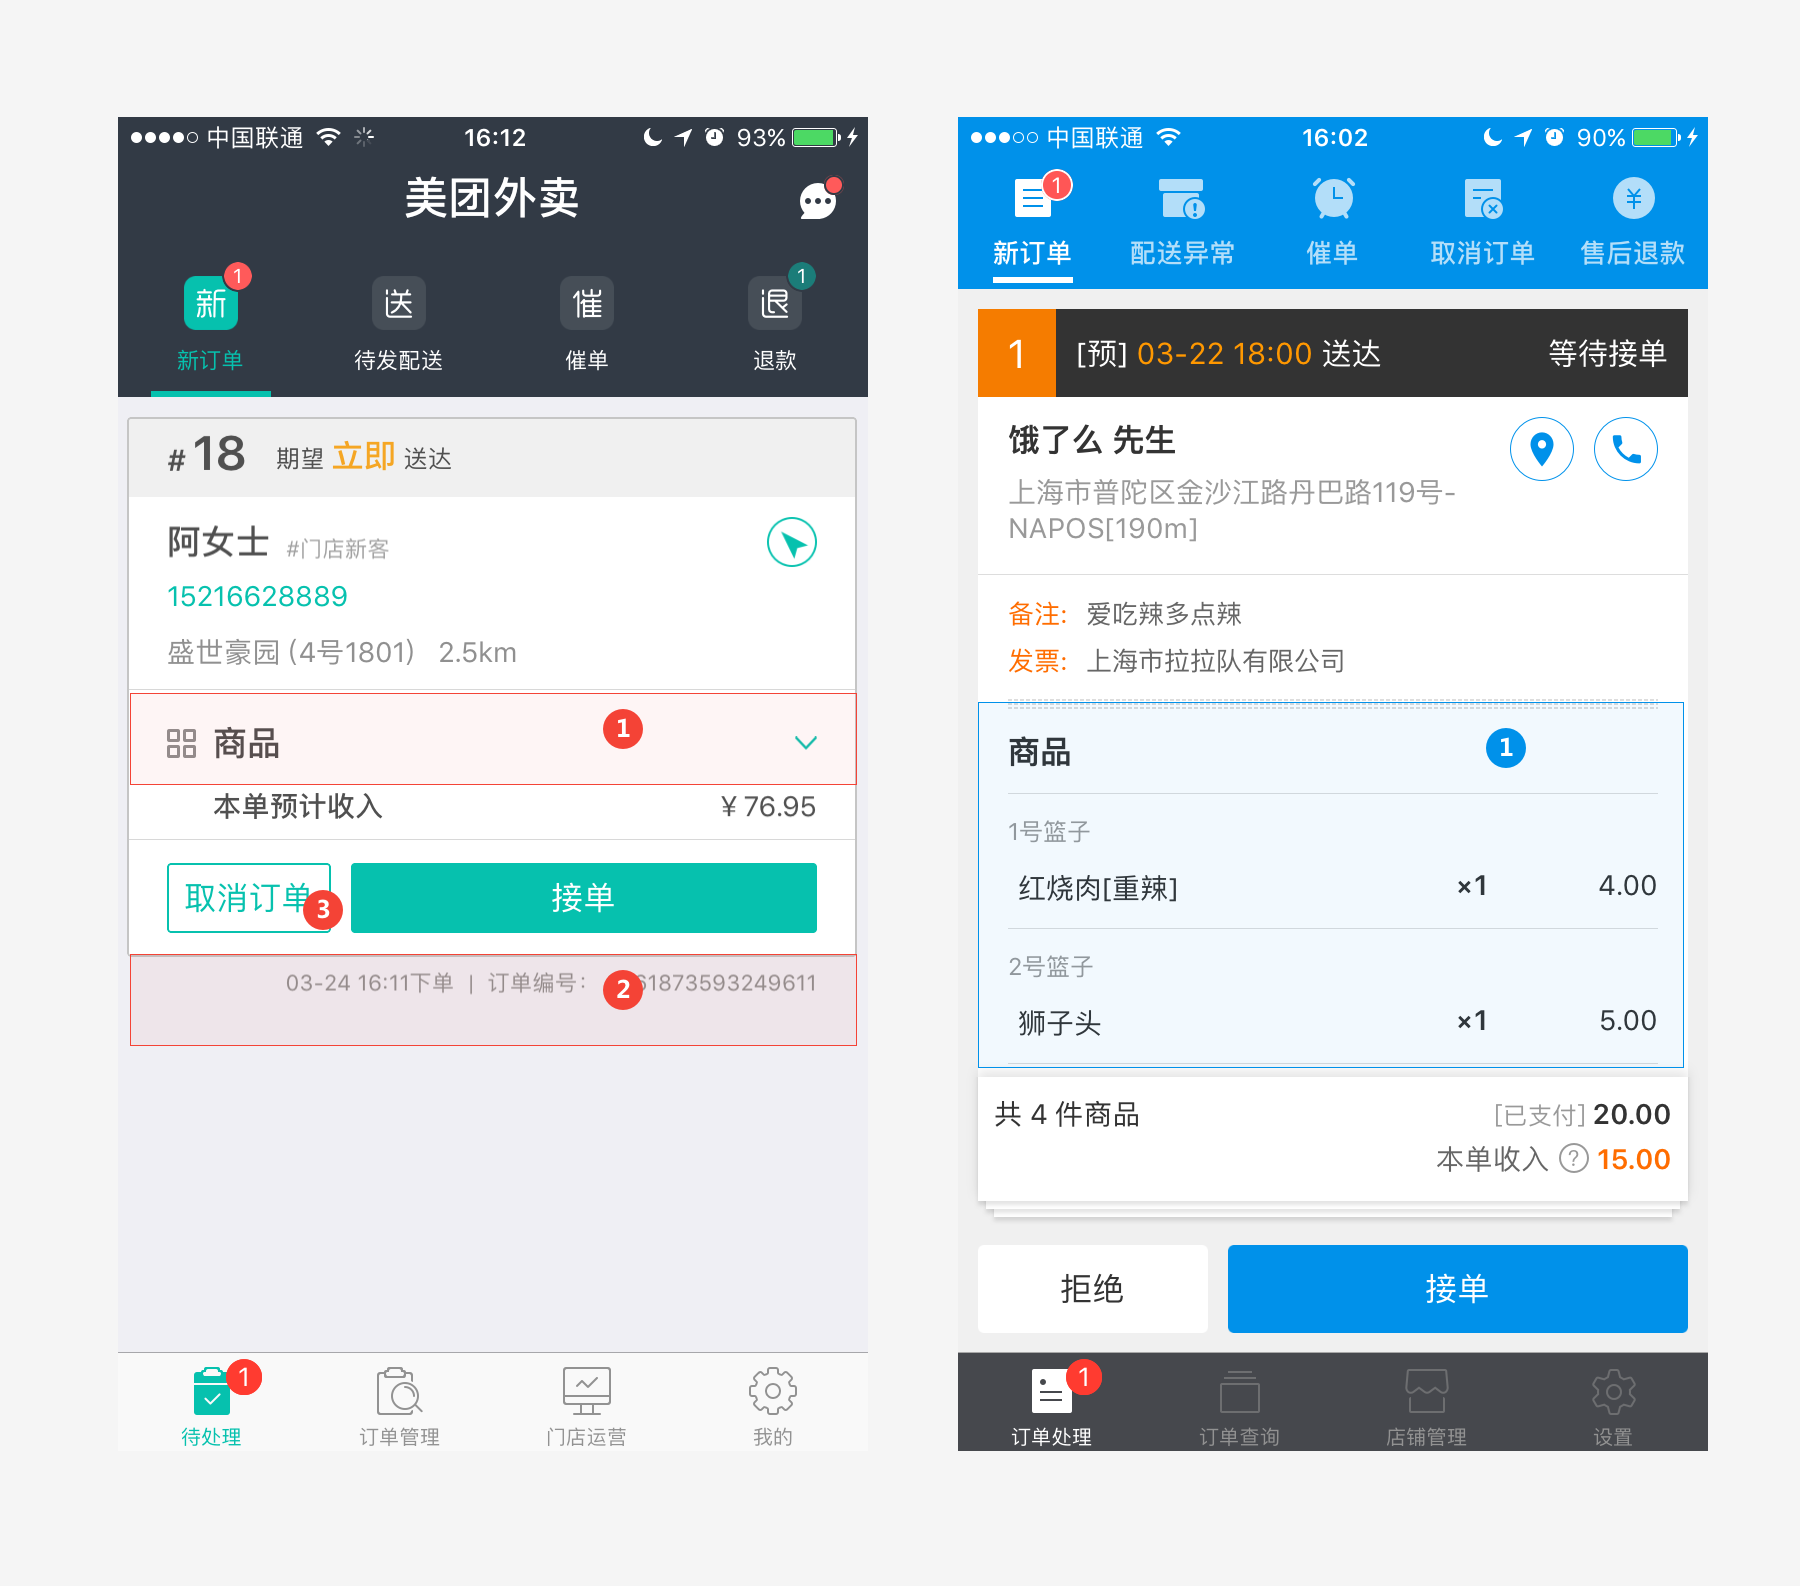 中国联通 16:12 93%
美团外卖
新 1 送 催 退 1
新订单 待发配送 催单 退款
#18 期望 立即 送达
阿女士 #门店新客
15216628889
盛世豪园 (4号1801) 2.5km
商品 1
本单预计收入 ¥76.95
取消订单 3 接单
03-24 16:11下单 | 订单编号: 2 61873593249611
1
待处理 订单管理 门店运营 我的
中国联通 16:02 90%
1 ¥
新订单 配送异常 催单 取消订单 售后退款
1 [预] 03-22 18:00 送达 等待接单
饿了么 先生
上海市普陀区金沙江路丹巴路119号-
NAPOS[190m]
备注: 爱吃辣多点辣
发票: 上海市拉拉队有限公司
商品 1
1号篮子
红烧肉[重辣] ×1 4.00
2号篮子
狮子头 ×1 5.00
共 4 件商品 [已支付] 20.00
本单收入 ? 15.00
拒绝 接单
1
订单处理 订单查询 店铺管理 设置